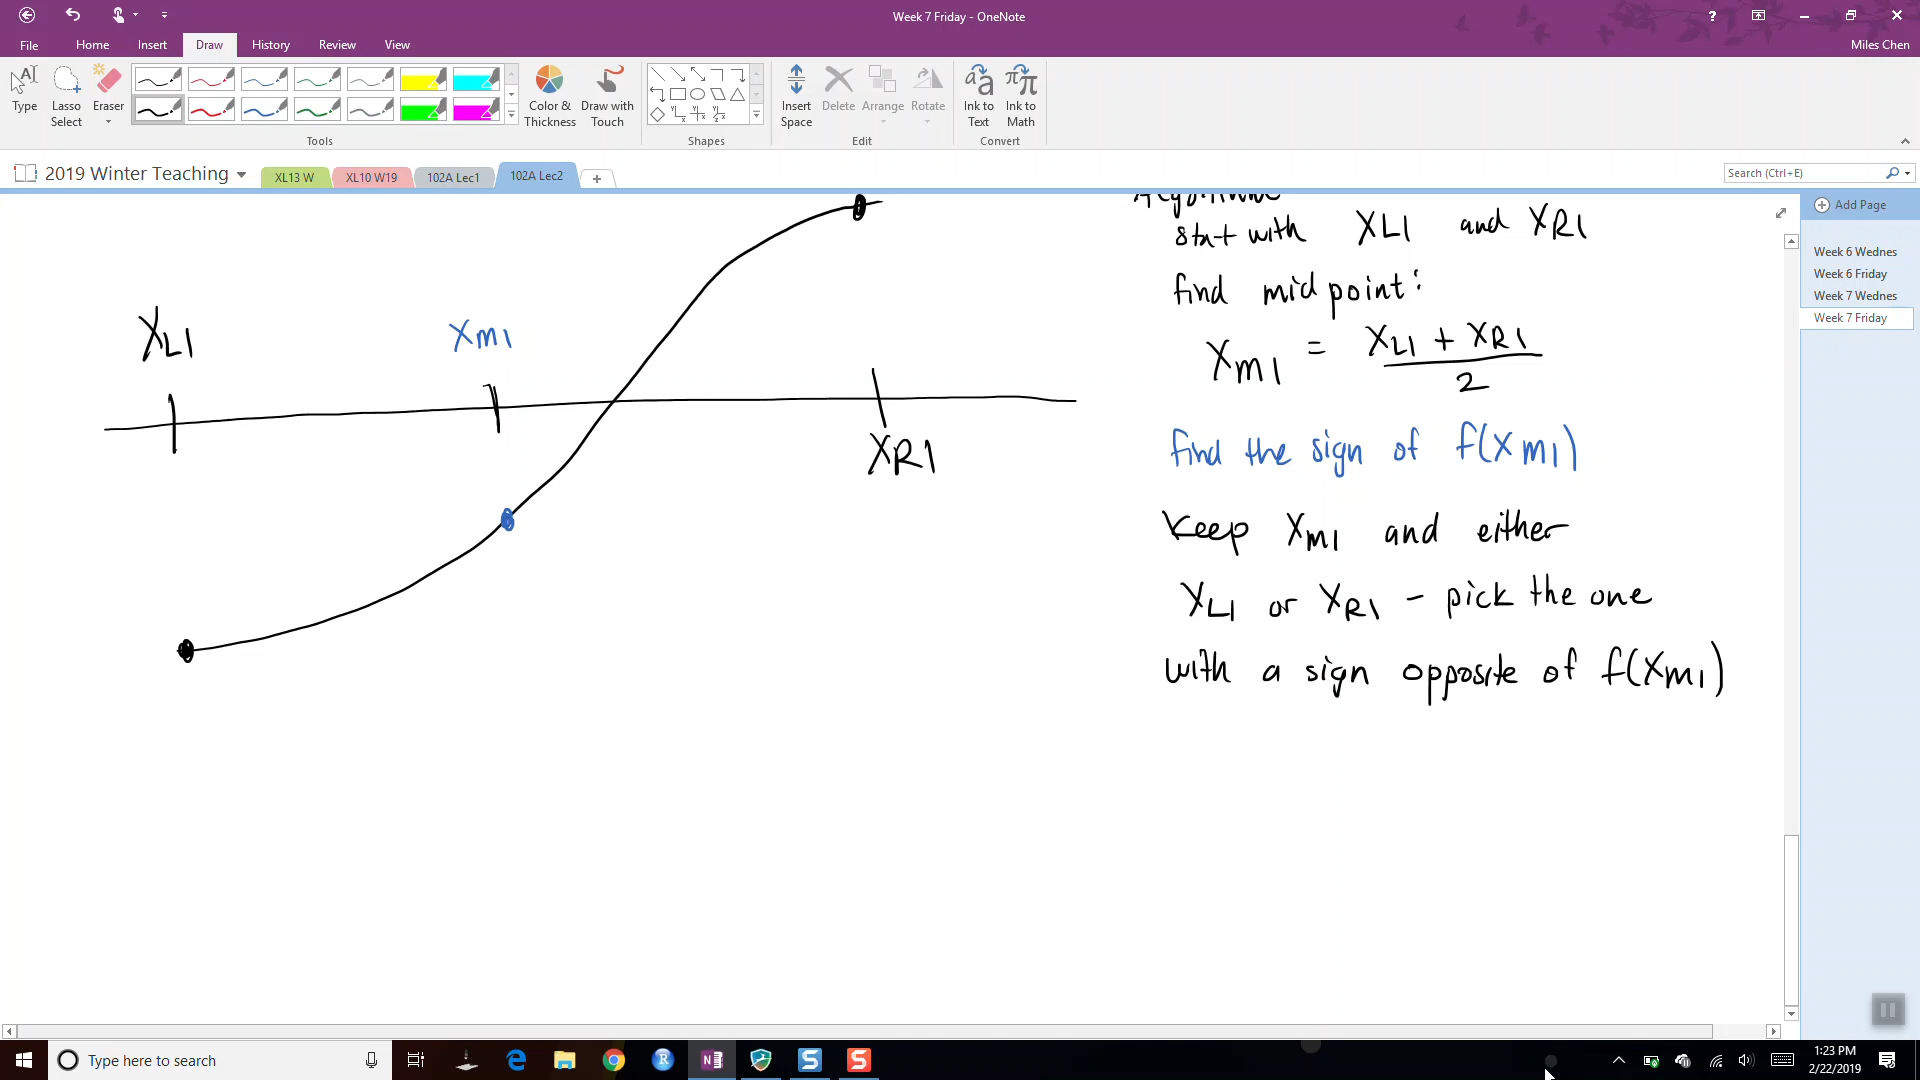 Week 7 Friday - OneNote
?
File
Home
Insert
Draw
History
Review
View
Miles Chen
Type
Lasso Select
Eraser
Color & Thickness
Draw with Touch
Insert Space
Delete
Arrange
Rotate
Ink to Text
Ink to Math
Tools
Shapes
Edit
Convert
2019 Winter Teaching
XL13 W
XL10 W19
102A Lec1
102A Lec2
Search (Ctrl+E)
Add Page
Week 6 Wednes
Week 6 Friday
Week 7 Wednes
Week 7 Friday
XL1
XM1
XR1
start with XL1 and XR1
find midpoint:
XM1 = XL1 + XR1
2
find the sign of f(XM1)
keep XM1 and either
XL1 or XR1 - pick the one
with a sign opposite of f(XM1)
Type here to search
1:23 PM
2/22/2019